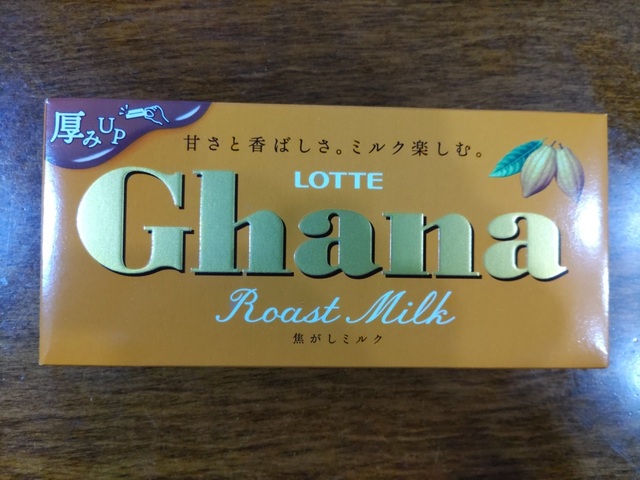 厚みUP
甘さと香ばしさ。ミルク楽しむ。
LOTTE
Ghana
Roast Milk
焦がしミルク